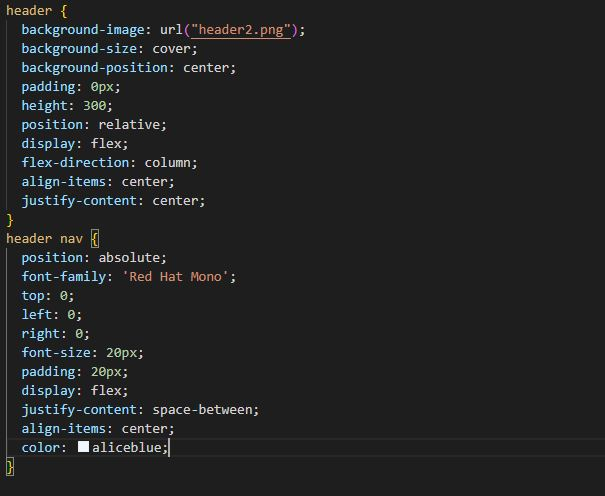 header {
background-image: url("header2.png");
background-size: cover;
background-position: center;
padding: 0px;
height: 300;
position: relative;
display: flex;
flex-direction: column;
align-items: center;
justify-content: center;
}
header nav {
position: absolute;
font-family: 'Red Hat Mono';
top: 0;
left: 0;
right: 0;
font-size: 20px;
padding: 20px;
display: flex;
justify-content: space-between;
align-items: center;
color: aliceblue;
}